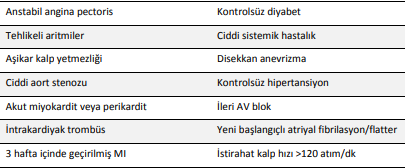 Anstabil angina pectoris Kontrolsüz diyabet
Tehlikeli aritmiler Ciddi sistemik hastalık
Aşikar kalp yetmezliği Disekkan anevrizma
Ciddi aort stenozu Kontrolsüz hipertansiyon
Akut miyokardit veya perikardit İleri AV blok
İntrakardiyak trombüs Yeni başlangıçlı atriyal fibrilasyon/flatter
3 hafta içinde geçirilmiş MI İstirahat kalp hızı >120 atım/dk